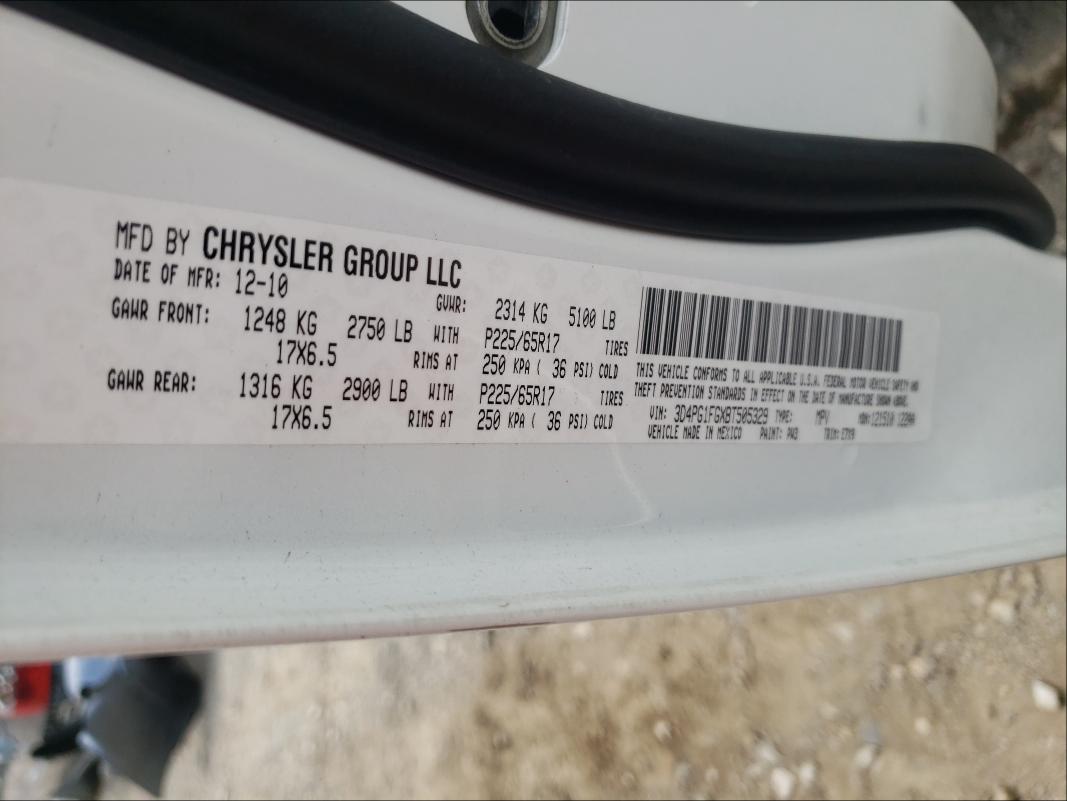 MFD BY CHRYSLER GROUP LLC
DATE OF MFR: 12-10 GVWR: 2314 KG 5100 LB
GAWR FRONT: 1248 KG 2750 LB WITH P225/65R17 TIRES
17X6.5 RIMS AT 250 KPA ( 36 PSI) COLD
GAWR REAR: 1316 KG 2900 LB WITH P225/65R17 TIRES
17X6.5 RIMS AT 250 KPA ( 36 PSI) COLD
THIS VEHICLE CONFORMS TO ALL APPLICABLE U.S.A. FEDERAL MOTOR VEHICLE SAFETY AND
THEFT PREVENTION STANDARDS IN EFFECT ON THE DATE OF MANUFACTURE SHOWN ABOVE.
VIN: 3D4PG1FGXBT505329 TYPE: MPV MDH: 121510
VEHICLE MADE IN MEXICO PAINT: PW3 TRIM: